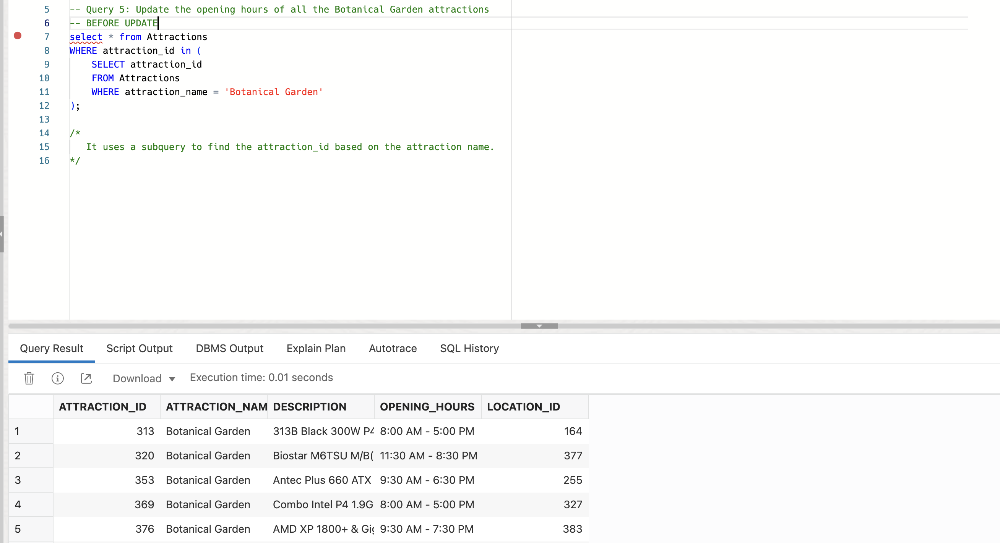 5 -- Query 5: Update the opening hours of all the Botanical Garden attractions
6 -- BEFORE UPDATE
7 select * from Attractions
8 WHERE attraction_id in (
9 SELECT attraction_id
10 FROM Attractions
11 WHERE attraction_name = 'Botanical Garden'
12 );
13
14 /*
15 It uses a subquery to find the attraction_id based on the attraction name.
16 */
Query Result Script Output DBMS Output Explain Plan Autotrace SQL History
Download Execution time: 0.01 seconds
ATTRACTION_ID ATTRACTION_NAM DESCRIPTION OPENING_HOURS LOCATION_ID
1 313 Botanical Garden 313B Black 300W P4 8:00 AM - 5:00 PM 164
2 320 Botanical Garden Biostar M6TSU M/B( 11:30 AM - 8:30 PM 377
3 353 Botanical Garden Antec Plus 660 ATX 9:30 AM - 6:30 PM 255
4 369 Botanical Garden Combo Intel P4 1.9G 8:00 AM - 5:00 PM 327
5 376 Botanical Garden AMD XP 1800+ & Gig 9:30 AM - 7:30 PM 383